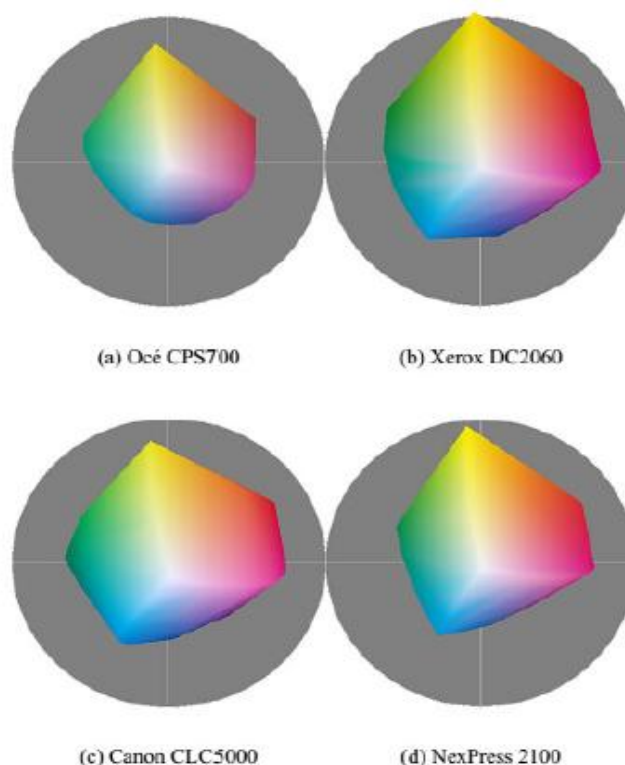 (a) Océ CPS700
(b) Xerox DC2060
(c) Canon CLC5000
(d) NexPress 2100